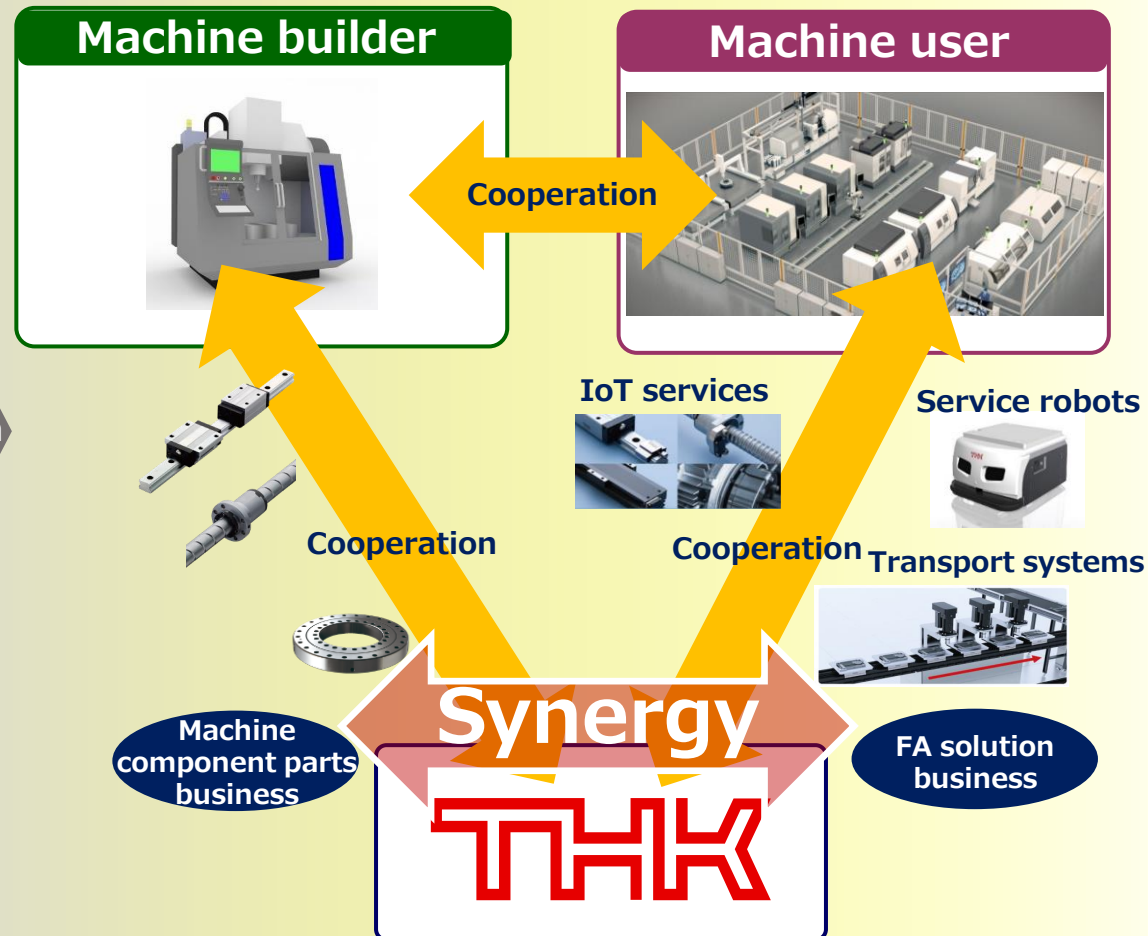 Machine builder
Machine user
Cooperation
IoT services
Service robots
THK
Cooperation
Cooperation
Transport systems
Synergy
Machine
component parts
business
FA solution
business
THK